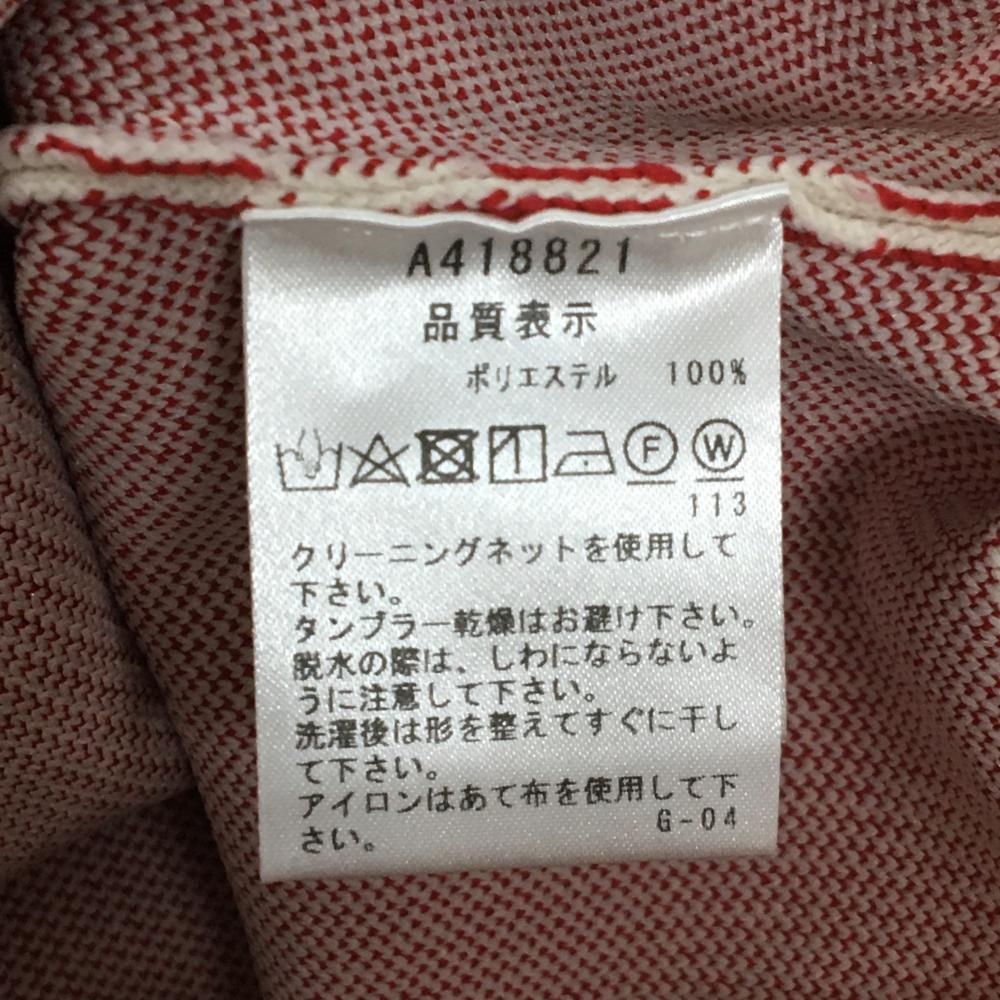 A418821
品質表示
ポリエステル 100%
F W
113
クリーニングネットを使用して
下さい。
タンブラー乾燥はお避け下さい。
脱水の際は、しわにならないよ
うに注意して下さい。
洗濯後は形を整えてすぐに干し
て下さい。
アイロンはあて布を使用して下
さい。 G-04